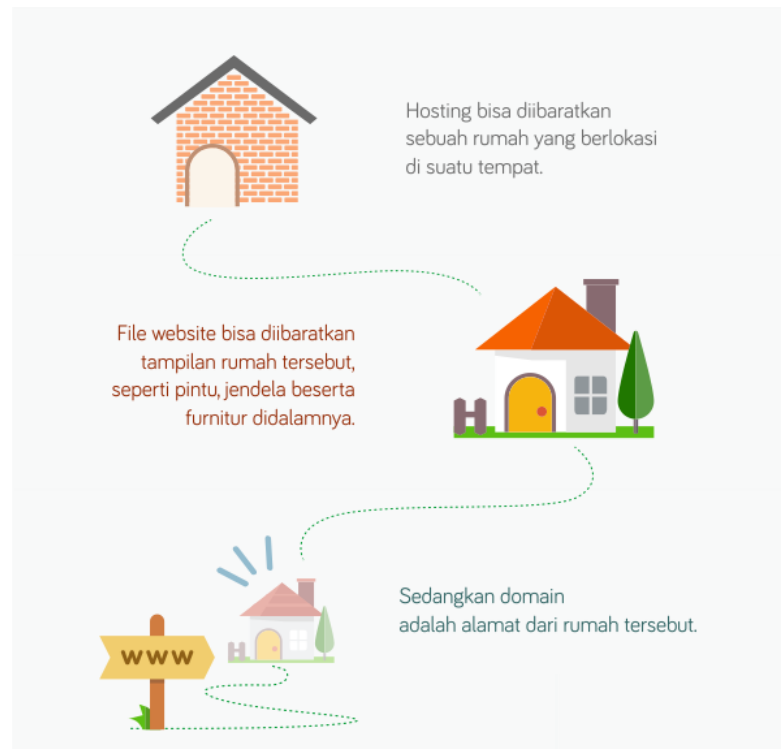 Hosting bisa diibaratkan
sebuah rumah yang berlokasi
di suatu tempat.
File website bisa diibaratkan
tampilan rumah tersebut,
seperti pintu, jendela beserta
furnitur didalamnya.
Sedangkan domain
adalah alamat dari rumah tersebut.
WWW